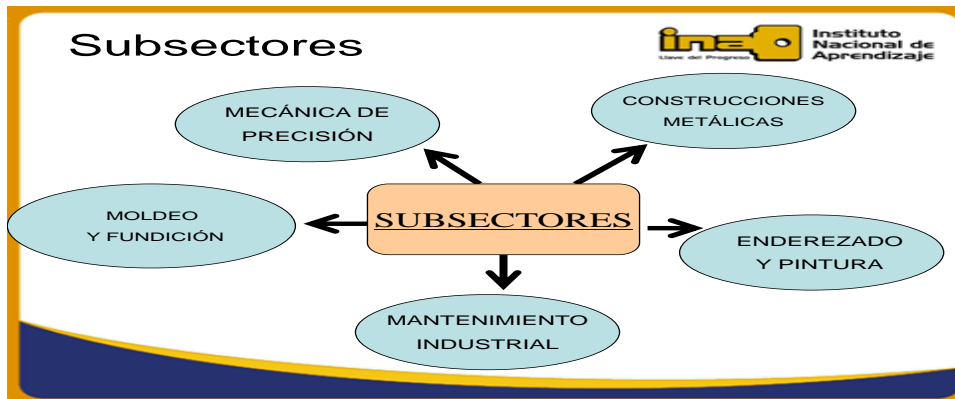 Subsectores
ina
Llave del Progreso
Instituto
Nacional de
Aprendizaje
MECÁNICA DE
PRECISIÓN
CONSTRUCCIONES
METÁLICAS
SUBSECTORES
MOLDEO
Y FUNDICIÓN
ENDEREZADO
Y PINTURA
MANTENIMIENTO
INDUSTRIAL